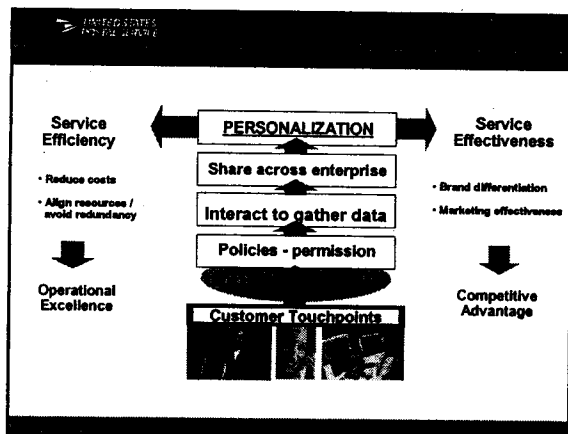 UNITED STATES
POSTAL SERVICE
Service
Efficiency
• Reduce costs
• Align resources /
avoid redundancy
Operational
Excellence
PERSONALIZATION
Share across enterprise
Interact to gather data
Policies - permission
Customer Touchpoints
Service
Effectiveness
• Brand differentiation
• Marketing effectiveness
Competitive
Advantage